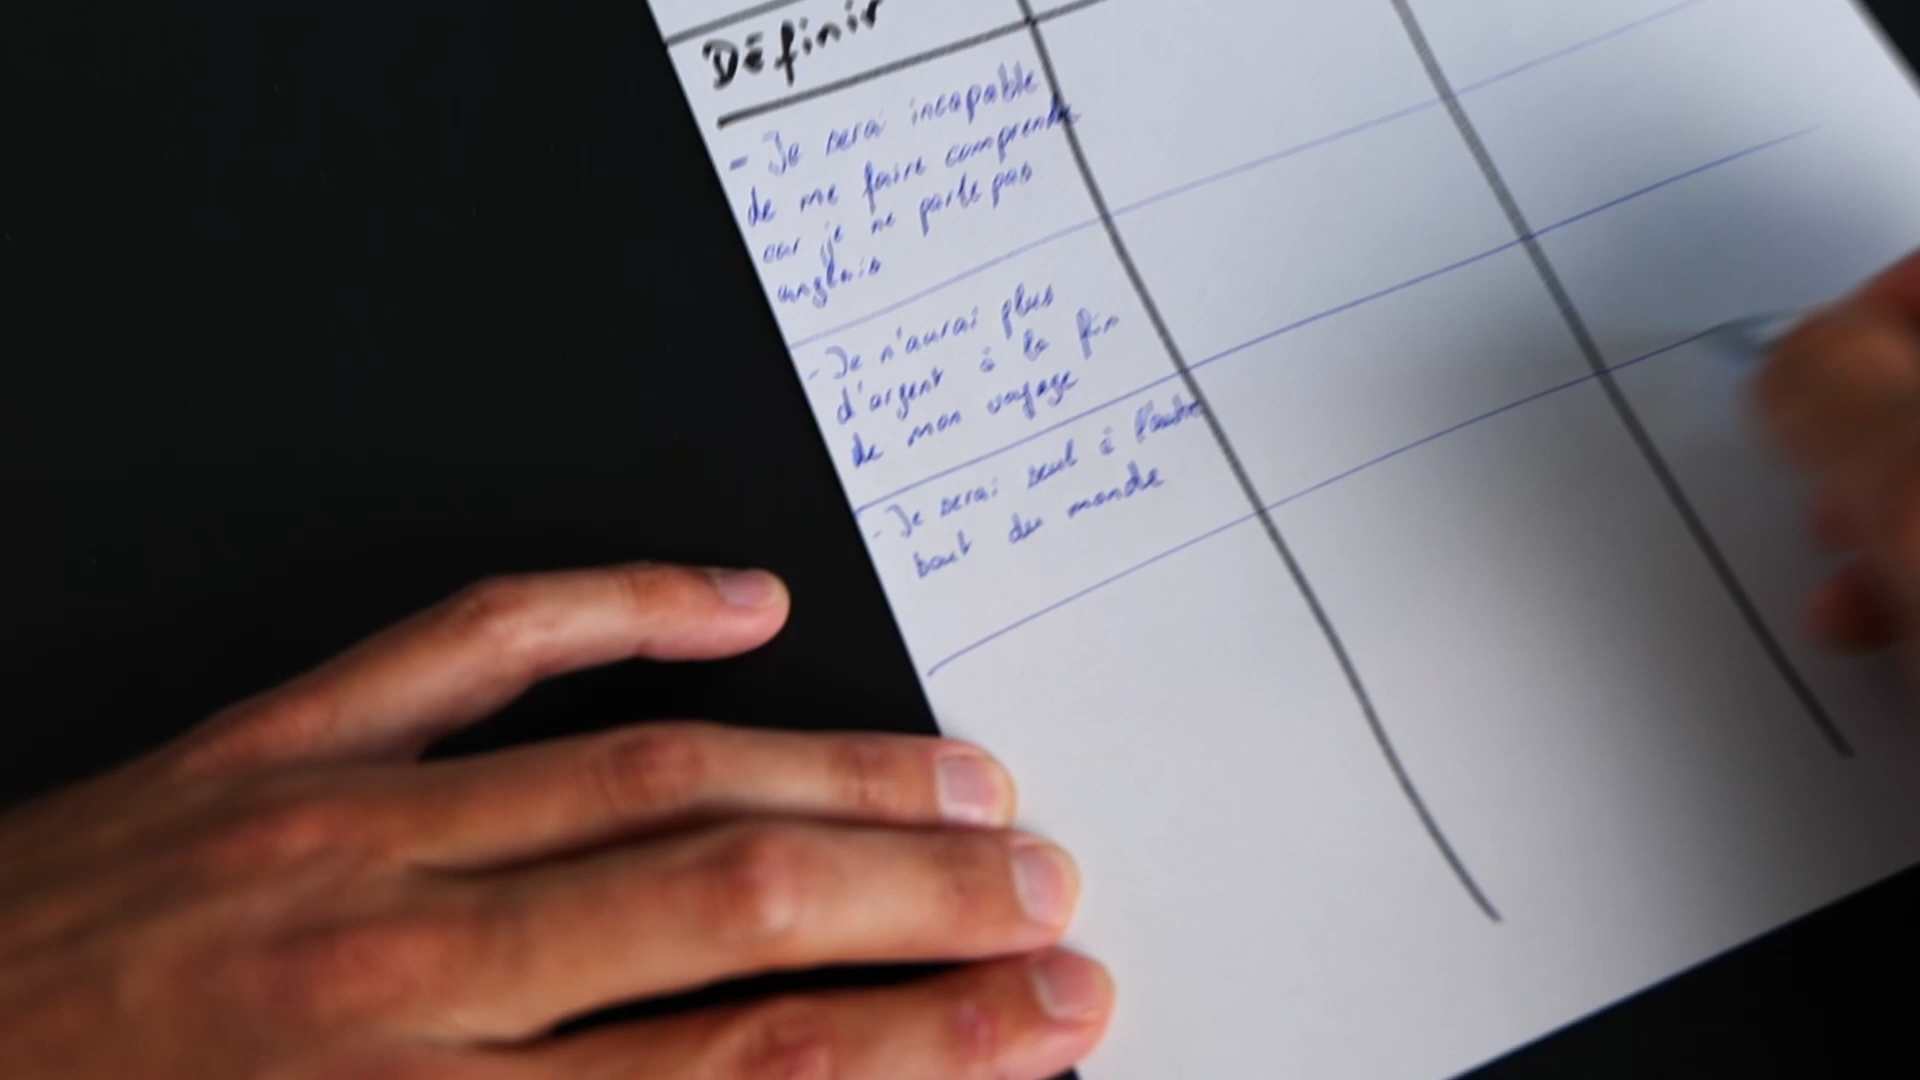 Définir
- Je serai incapable
de me faire comprendre
car je ne parle pas
anglais
- Je n'aurai plus
d'argent à la fin
de mon voyage
- Je serai seul à l'autre
bout du monde